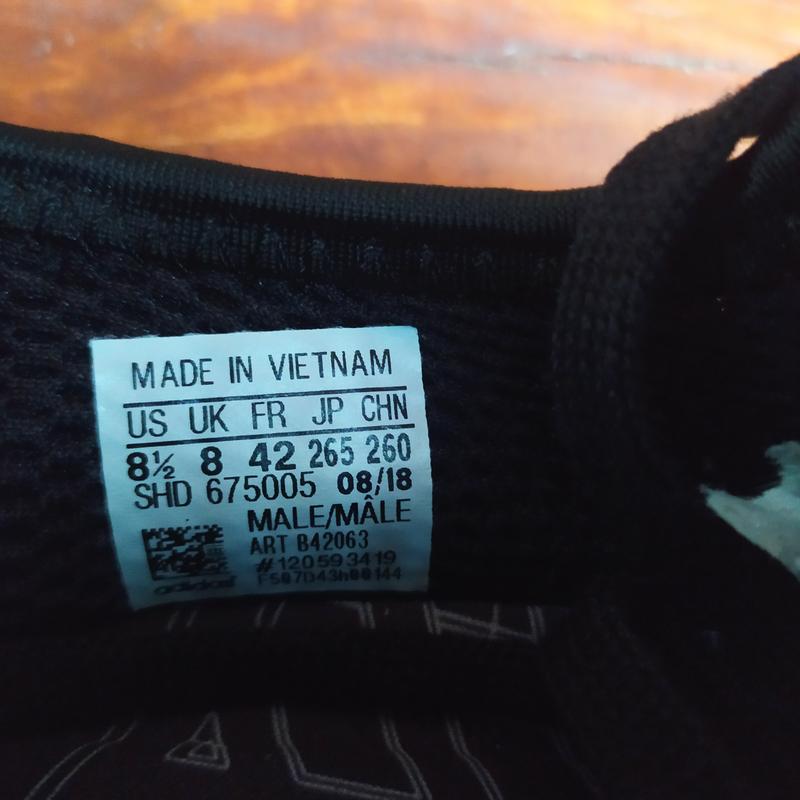 MADE IN VIETNAM
US UK FR JP CHN
8½ 8 42 265 260
SHD 675005 08/18
MALE/MÂLE
ART B42063
#120593419
adidas